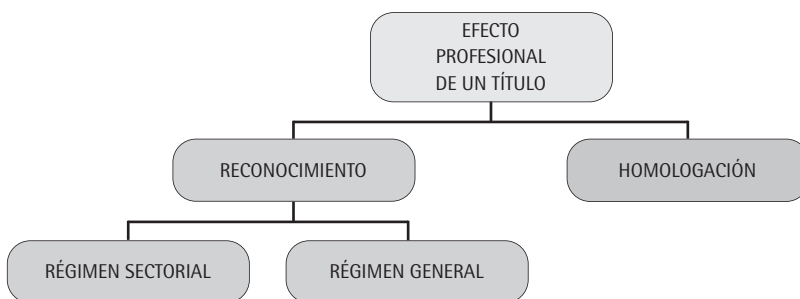 EFECTO
PROFESIONAL
DE UN TÍTULO
RECONOCIMIENTO
HOMOLOGACIÓN
RÉGIMEN SECTORIAL
RÉGIMEN GENERAL